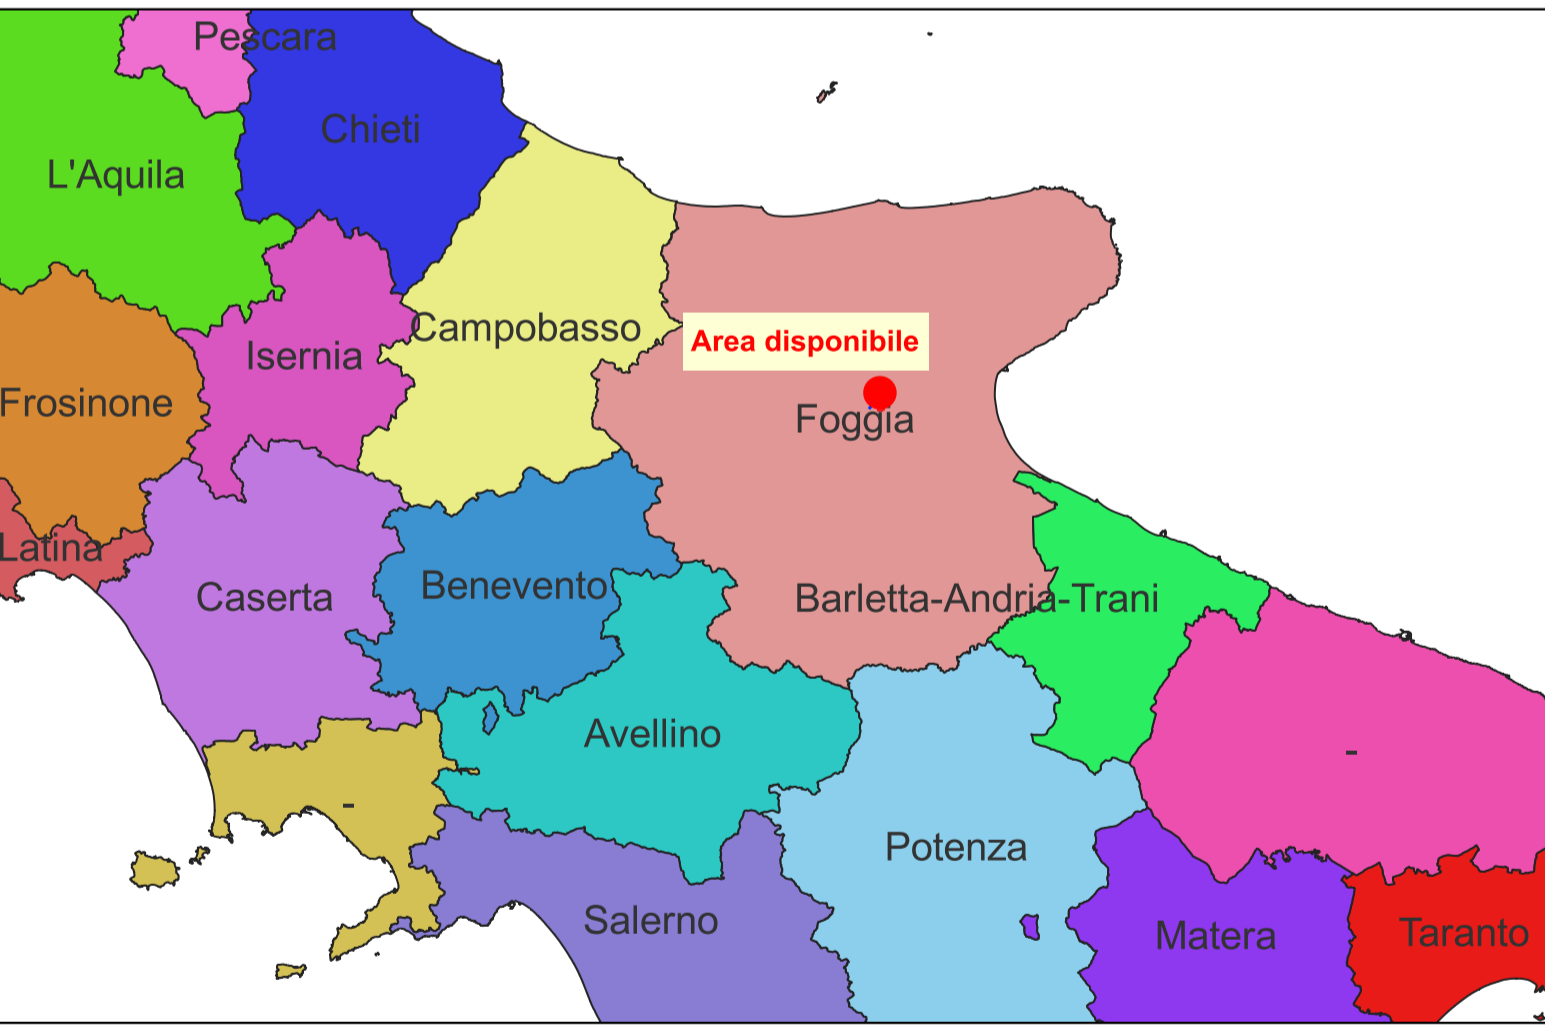 Pescara
Chieti
L'Aquila
Campobasso
Area disponibile
Isernia
Frosinone
Foggia
Latina
Benevento
Caserta
Barletta-Andria-Trani
Avellino
-
-
Potenza
Salerno
Matera
Taranto